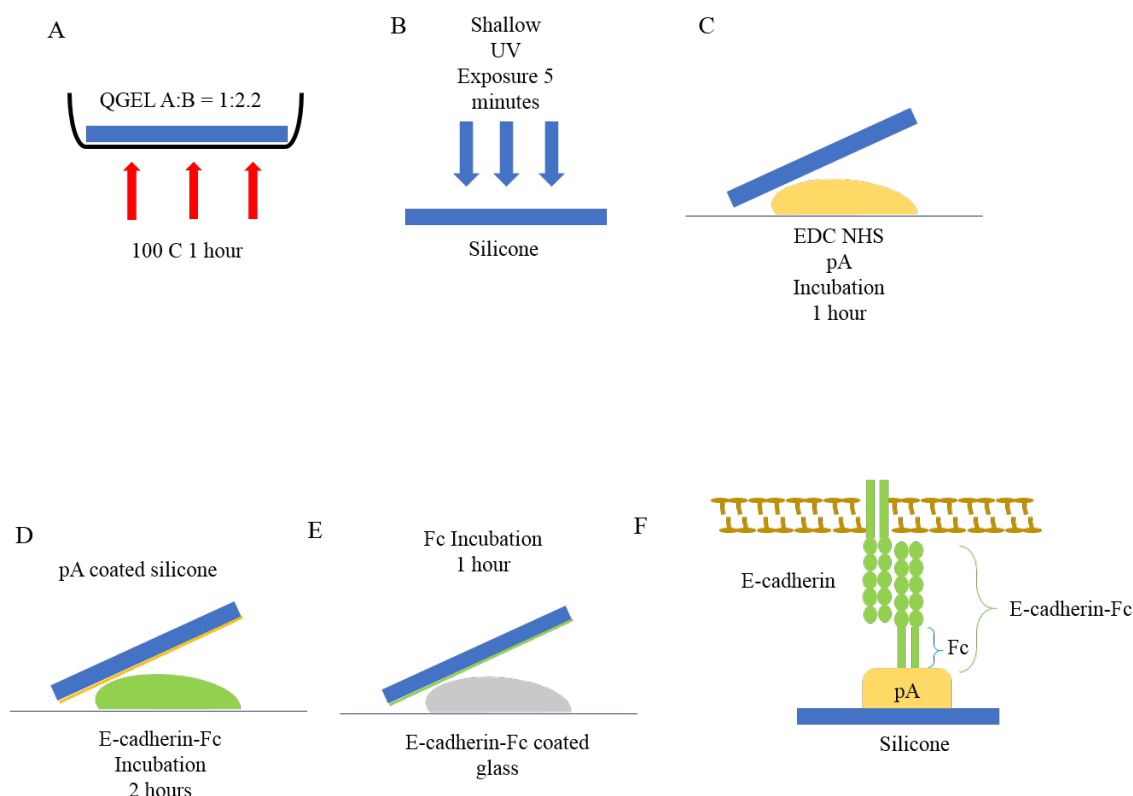 A
QGEL A:B = 1:2.2
100 C 1 hour
B
Shallow
UV
Exposure 5
minutes
Silicone
C
EDC NHS
pA
Incubation
1 hour
D
pA coated silicone
E-cadherin-Fc
Incubation
2 hours
E
Fc Incubation
1 hour
E-cadherin-Fc coated
glass
F
E-cadherin
E-cadherin-Fc
Fc
pA
Silicone